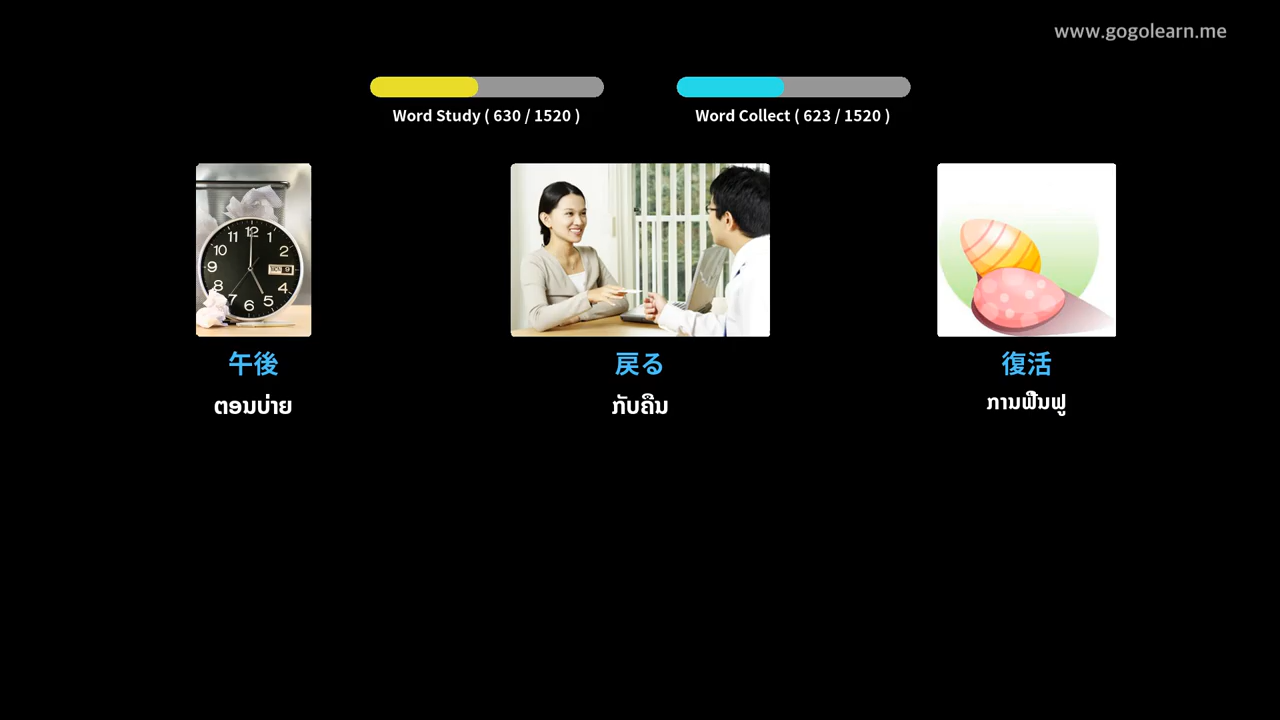 www.gogolearn.me
Word Study ( 630 / 1520 )
Word Collect ( 623 / 1520 )
午後
戻る
復活
ຕອນບ່າຍ
ກັບຄືນ
ການຟື້ນຟູ